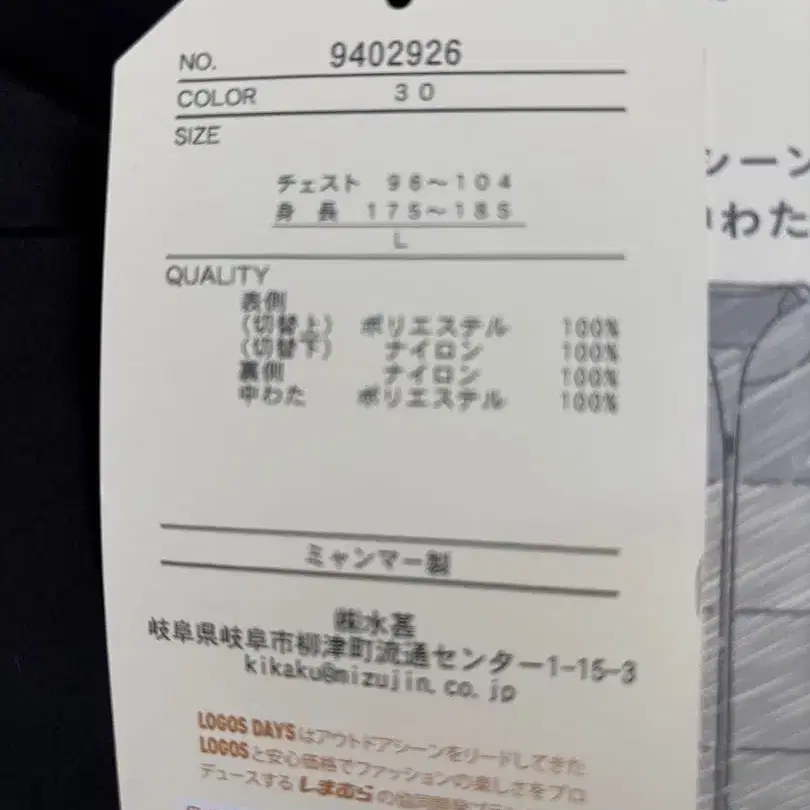 NO. 9402926
COLOR 30
SIZE
チェスト 96～104
身 長 175～185
L
QUALITY
表側
(切替上) ポリエステル 100%
(切替下) ナイロン 100%
裏側 ナイロン 100%
中わた ポリエステル 100%
ミャンマー製
㈱水甚
岐阜県岐阜市柳津町流通センター1-15-3
kikaku@mizujin.co.jp
LOGOS DAYSはアウトドアシーンをリードしてきた
LOGOSと安心価格でファッションの楽しさをプロ
デュースするしまむらの協同開発ブ
シーン
中わた